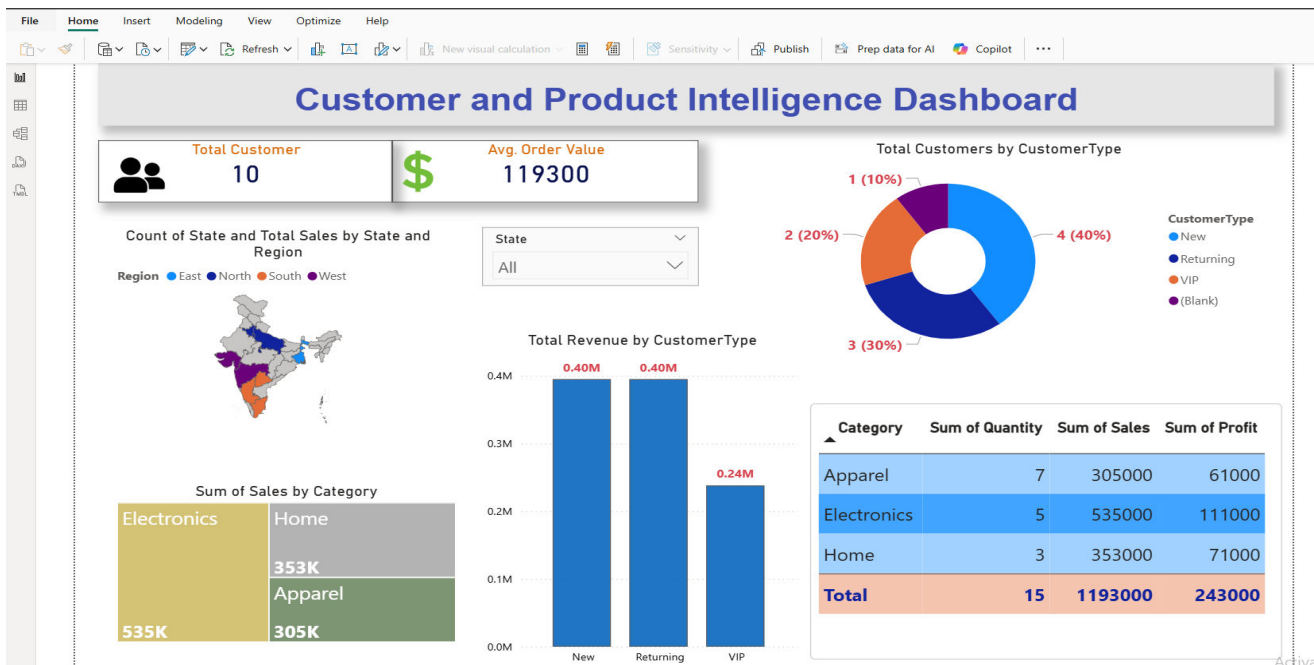 File Home Insert Modeling View Optimize Help
Refresh New visual calculation Sensitivity Publish Prep data for AI Copilot ...
Customer and Product Intelligence Dashboard
Total Customer
10
$
Avg. Order Value
119300
Count of State and Total Sales by State and
Region
Region East North South West
State
All
Total Customers by CustomerType
1 (10%)
2 (20%)
4 (40%)
3 (30%)
CustomerType
New
Returning
VIP
(Blank)
Total Revenue by CustomerType
0.4M
0.3M
0.2M
0.1M
0.0M
0.40M
0.40M
0.24M
New Returning VIP
Sum of Sales by Category
Electronics
535K
Home
353K
Apparel
305K
Category Sum of Quantity Sum of Sales Sum of Profit
Apparel 7 305000 61000
Electronics 5 535000 111000
Home 3 353000 71000
Total 15 1193000 243000